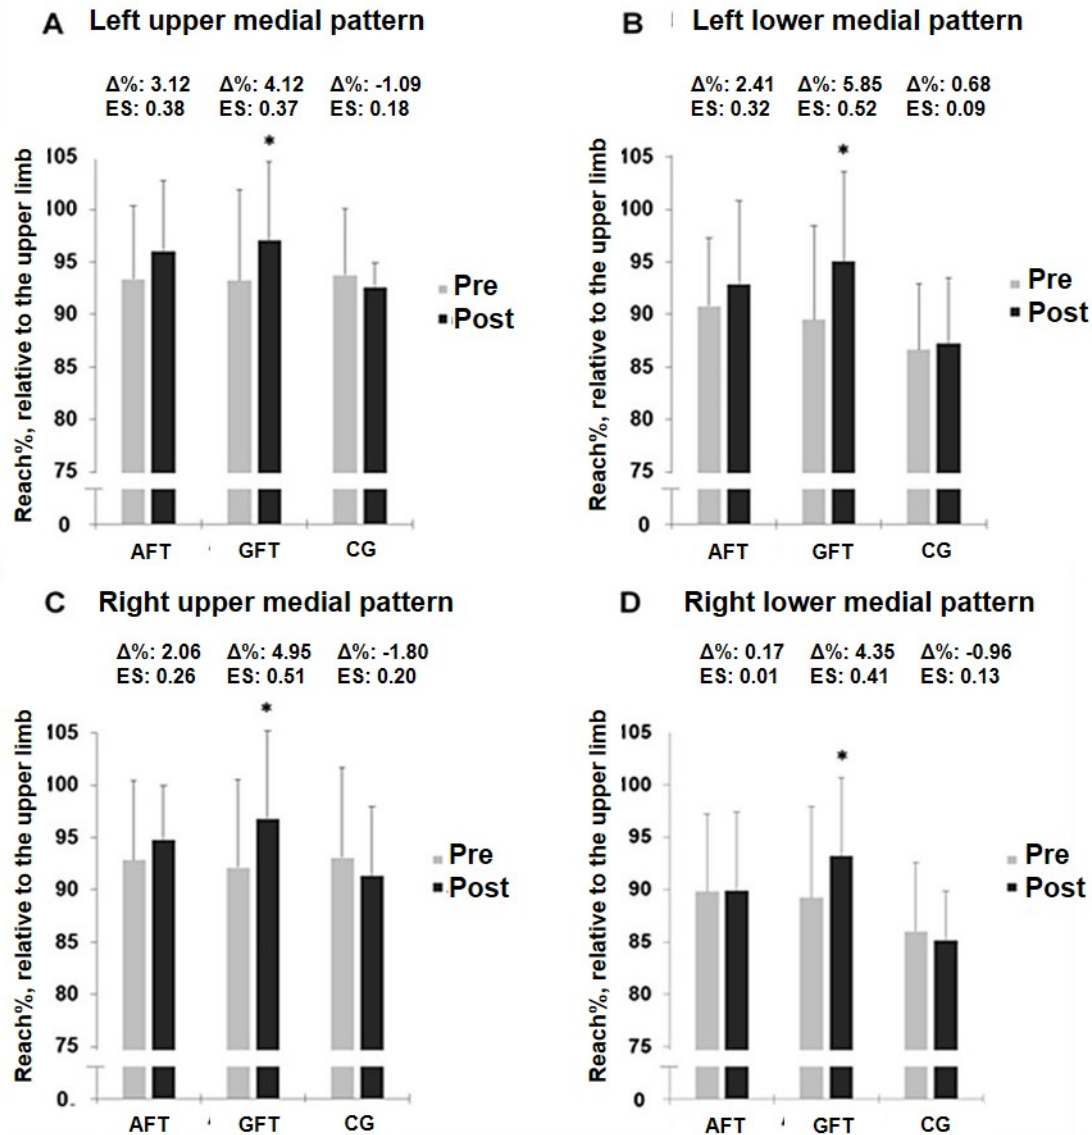 A Left upper medial pattern
Δ%: 3.12 Δ%: 4.12 Δ%: -1.09
ES: 0.38 ES: 0.37 ES: 0.18
*
Reach%, relative to the upper limb
105
100
95
90
85
80
75
0
Pre
Post
AFT GFT CG
B Left lower medial pattern
Δ%: 2.41 Δ%: 5.85 Δ%: 0.68
ES: 0.32 ES: 0.52 ES: 0.09
*
Reach%, relative to the upper limb
105
100
95
90
85
80
75
0
Pre
Post
AFT GFT CG
C Right upper medial pattern
Δ%: 2.06 Δ%: 4.95 Δ%: -1.80
ES: 0.26 ES: 0.51 ES: 0.20
*
Reach%, relative to the upper limb
105
100
95
90
85
80
75
0
Pre
Post
AFT GFT CG
D Right lower medial pattern
Δ%: 0.17 Δ%: 4.35 Δ%: -0.96
ES: 0.01 ES: 0.41 ES: 0.13
*
Reach%, relative to the upper limb
105
100
95
90
85
80
75
0
Pre
Post
AFT GFT CG